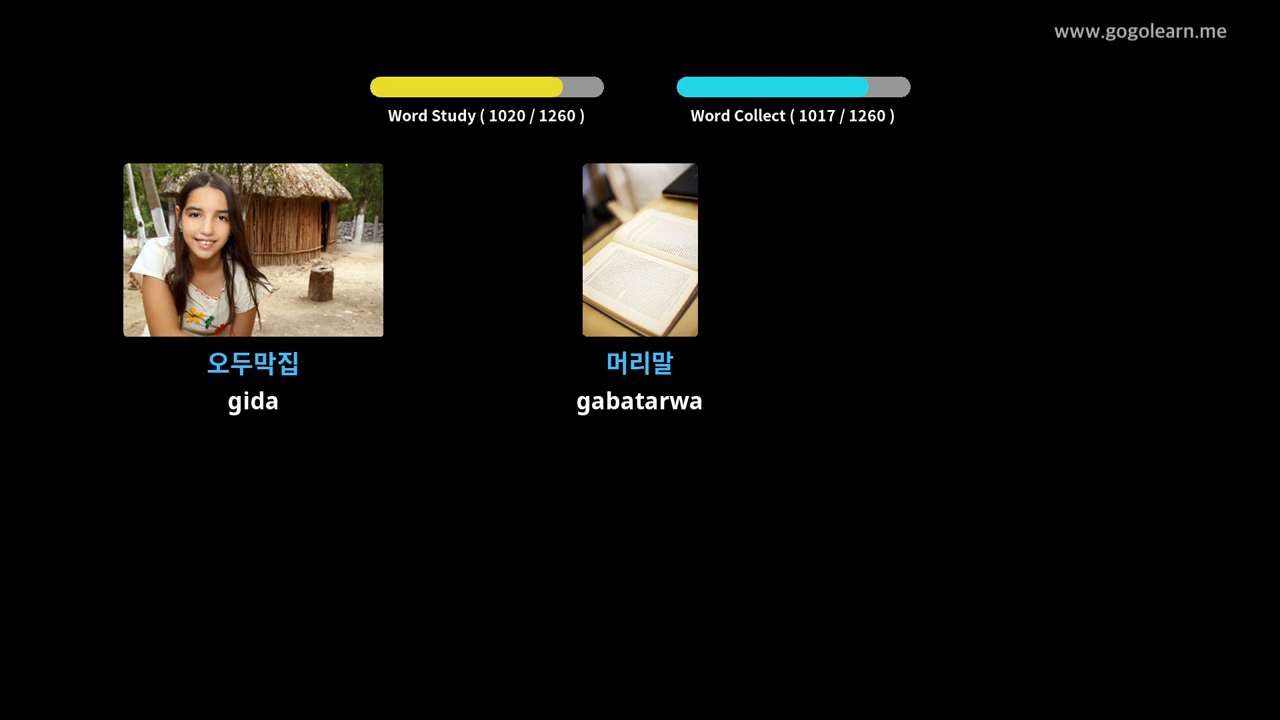 www.gogolearn.me
Word Study ( 1020 / 1260 )
Word Collect ( 1017 / 1260 )
오두막집
gida
머리말
gabatarwa